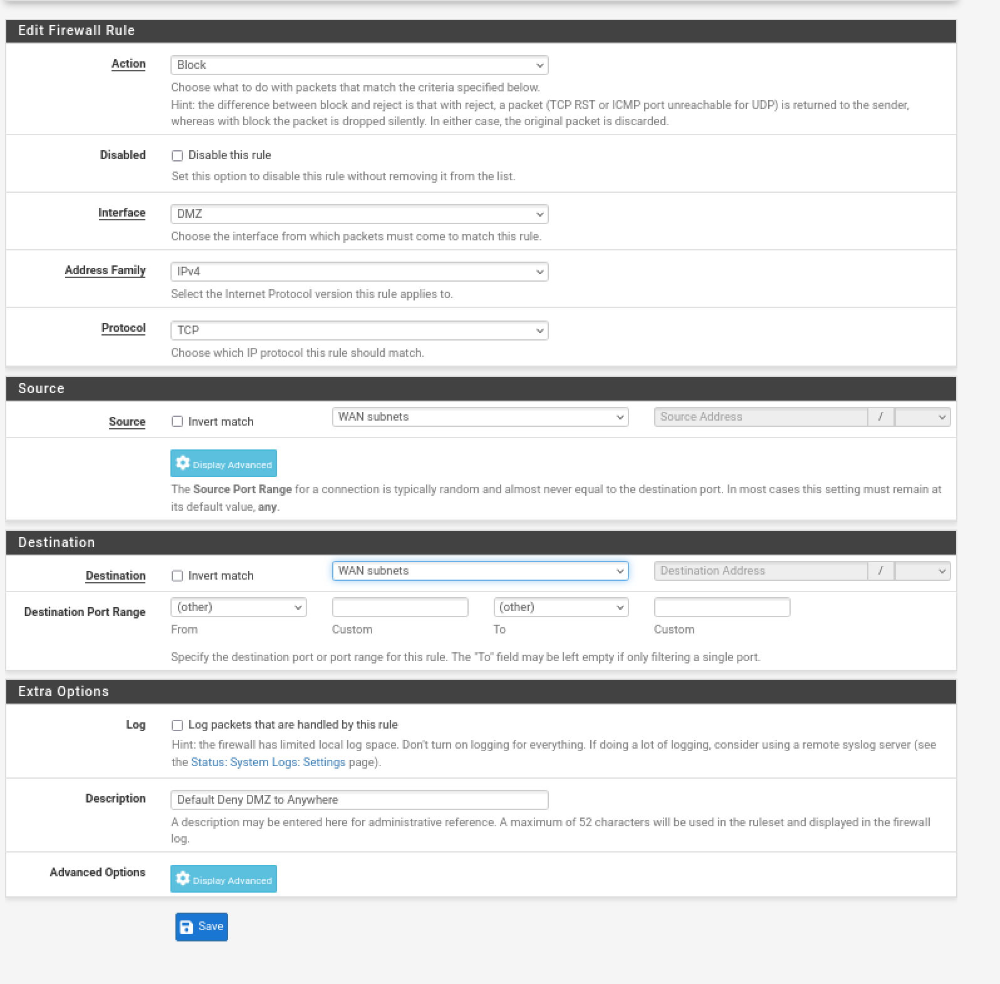 Edit Firewall Rule
Action
Block
Choose what to do with packets that match the criteria specified below.
Hint: the difference between block and reject is that with reject, a packet (TCP RST or ICMP port unreachable for UDP) is returned to the sender,
whereas with block the packet is dropped silently. In either case, the original packet is discarded.
Disabled
Disable this rule
Set this option to disable this rule without removing it from the list.
Interface
DMZ
Choose the interface from which packets must come to match this rule.
Address Family
IPv4
Select the Internet Protocol version this rule applies to.
Protocol
TCP
Choose which IP protocol this rule should match.
Source
Source
Invert match
WAN subnets
Source Address
/
Display Advanced
The Source Port Range for a connection is typically random and almost never equal to the destination port. In most cases this setting must remain at
its default value, any.
Destination
Destination
Invert match
WAN subnets
Destination Address
/
Destination Port Range
(other)
(other)
From
Custom
To
Custom
Specify the destination port or port range for this rule. The "To" field may be left empty if only filtering a single port.
Extra Options
Log
Log packets that are handled by this rule
Hint: the firewall has limited local log space. Don't turn on logging for everything. If doing a lot of logging, consider using a remote syslog server (see
the Status: System Logs: Settings page).
Description
Default Deny DMZ to Anywhere
A description may be entered here for administrative reference. A maximum of 52 characters will be used in the ruleset and displayed in the firewall
log.
Advanced Options
Display Advanced
Save